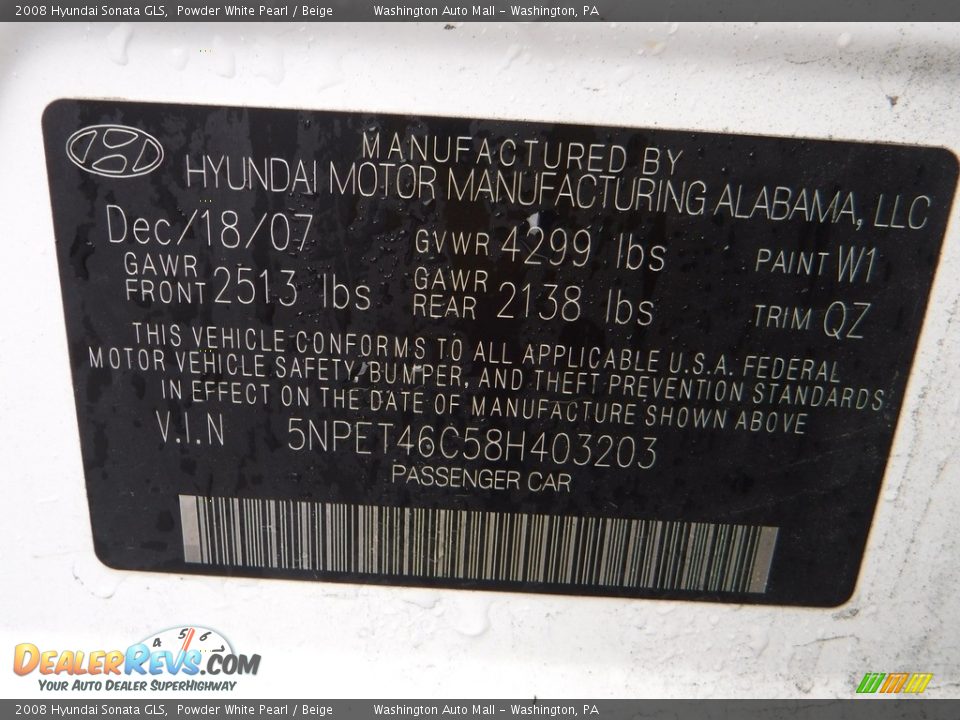 2008 Hyundai Sonata GLS, Powder White Pearl / Beige Washington Auto Mall - Washington, PA
MANUFACTURED BY
HYUNDAI MOTOR MANUFACTURING ALABAMA, LLC
Dec/18/07 GVWR 4299 lbs PAINT W1
GAWR FRONT 2513 lbs GAWR REAR 2138 lbs TRIM QZ
THIS VEHICLE CONFORMS TO ALL APPLICABLE U.S.A. FEDERAL
MOTOR VEHICLE SAFETY, BUMPER, AND THEFT PREVENTION STANDARDS
IN EFFECT ON THE DATE OF MANUFACTURE SHOWN ABOVE
V.I.N 5NPET46C58H403203
PASSENGER CAR
4 5 6 7
DealerRevs.com
Your Auto Dealer SuperHighway
2008 Hyundai Sonata GLS, Powder White Pearl / Beige Washington Auto Mall - Washington, PA